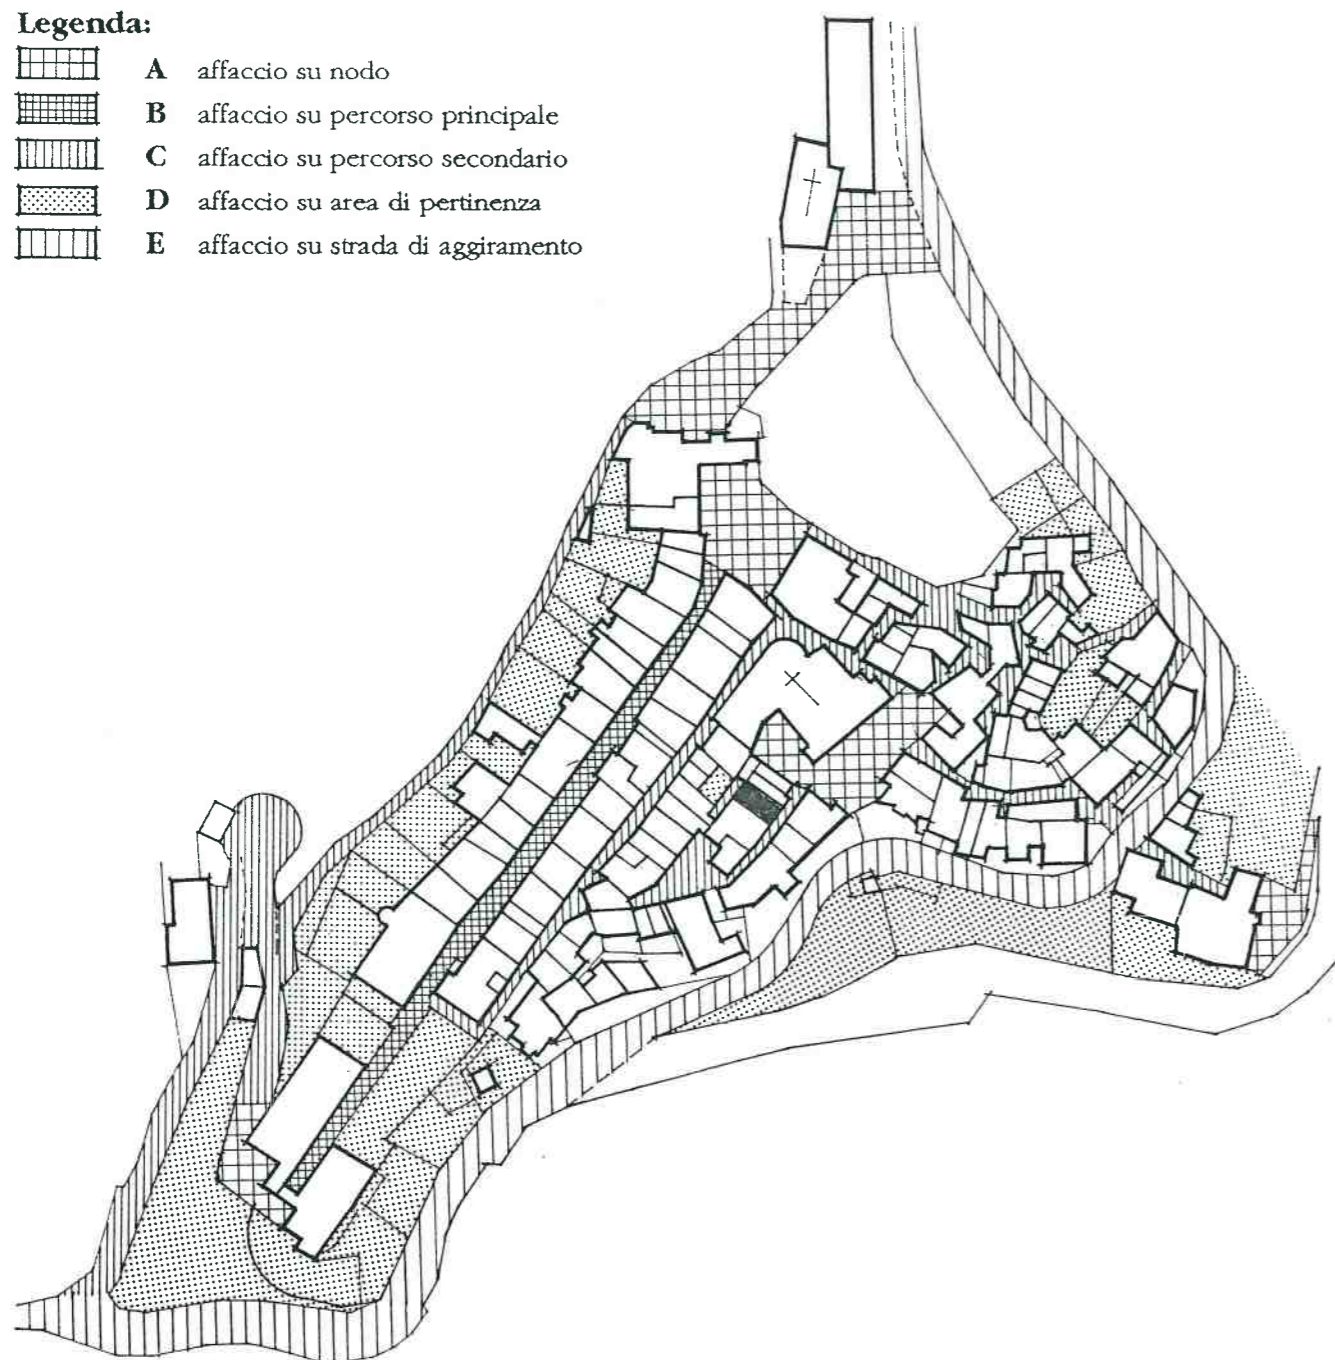 Legenda:
A affaccio su nodo
B affaccio su percorso principale
C affaccio su percorso secondario
D affaccio su area di pertinenza
E affaccio su strada di aggiramento